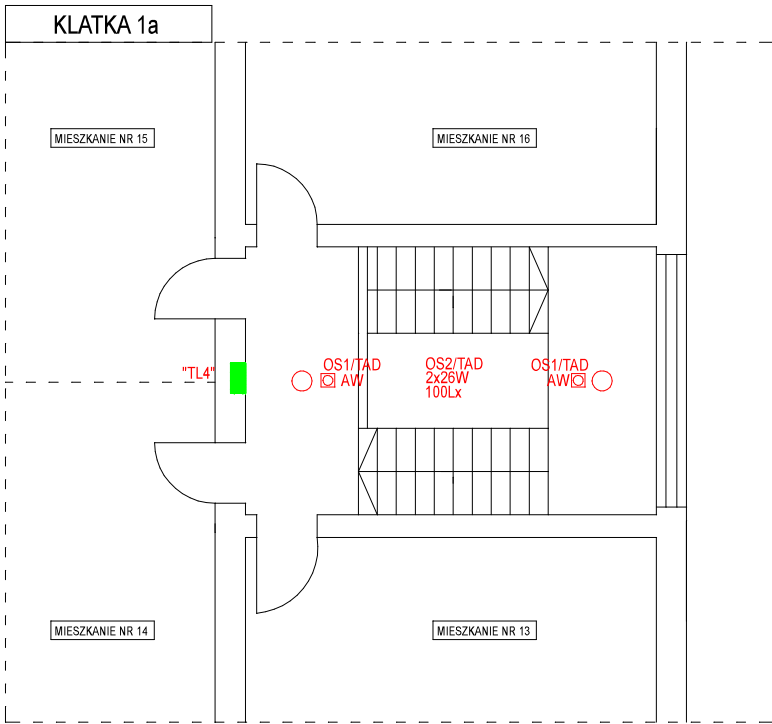 KLATKA 1a
MIESZKANIE NR 15
MIESZKANIE NR 16
"TL4"
OS1/TAD
AW
OS2/TAD
2x26W
100Lx
OS1/TAD
AW
MIESZKANIE NR 14
MIESZKANIE NR 13